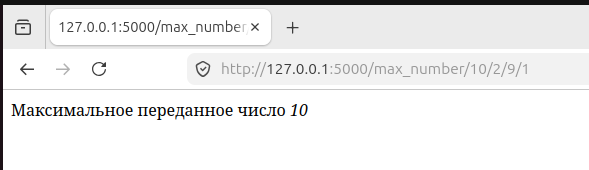 127.0.0.1:5000/max_number/
http://127.0.0.1:5000/max_number/10/2/9/1
Максимальное переданное число 10